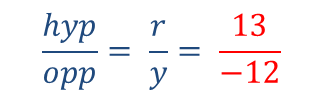 hyp/opp = r/y = 13/−12